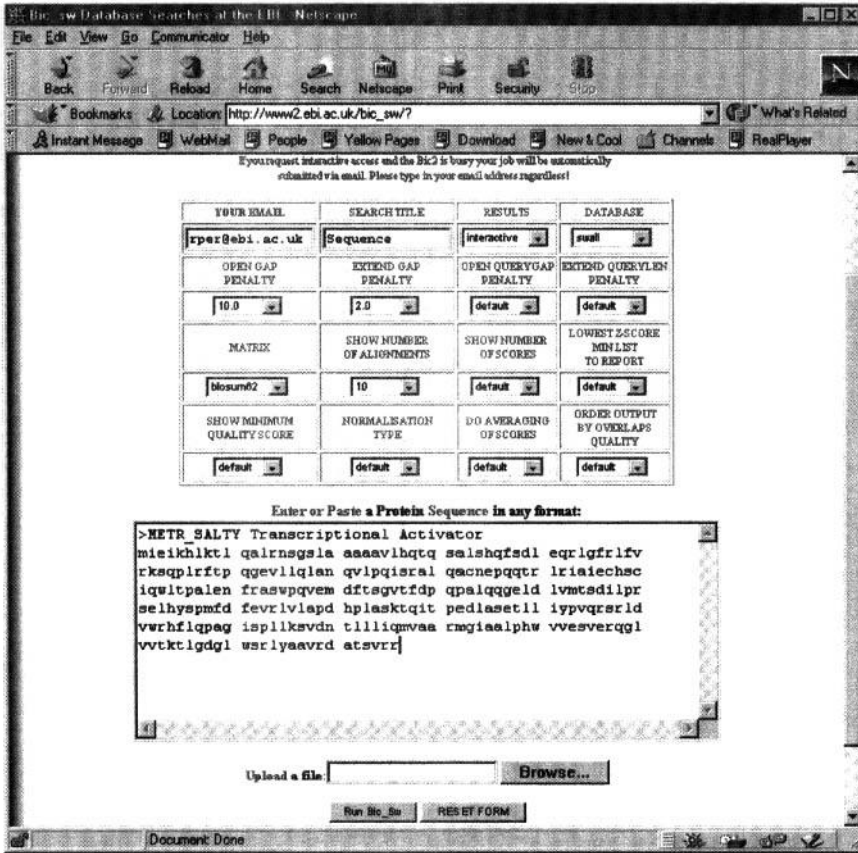 Bic_sw Database Searches at the EBI - Netscape
File Edit View Go Communicator Help
Back Forward Reload Home Search Netscape Print Security Stop
Bookmarks Location: http://www2.ebi.ac.uk/bic_sw/? What's Related
Instant Message WebMail People Yellow Pages Download New & Cool Channels RealPlayer
If you request interactive access and the Bic2 is busy your job will be automatically
submitted via email. Please type in your email address regardless!
YOUR EMAIL SEARCH TITLE RESULTS DATABASE
rper@ebi.ac.uk Sequence interactive swall
OPEN GAP PENALTY EXTEND GAP PENALTY OPEN QUERYGAP PENALTY EXTEND QUERYLEN PENALTY
10.0 2.0 default default
MATRIX SHOW NUMBER OF ALIGNMENTS SHOW NUMBER OF SCORES LOWEST Z-SCORE MIN LIST TO REPORT
blosum62 10 default default
SHOW MINIMUM QUALITY SCORE NORMALISATION TYPE DO AVERAGING OF SCORES ORDER OUTPUT BY OVERLAPS QUALITY
default default default default
Enter or Paste a Protein Sequence in any format:
>METR_SALTY Transcriptional Activator
mieikhlktl qalrnsgsla aaaavlhqtq salshqfsdl eqrlgfrlfv
rksqplrftp qgevllqlan qvlpqisral qacnepqqtr lriaiechsc
iqwltpalen fraswpqvem dftsgvtfdp qpalqqgeld lvmtsdilpr
selhyspmfd fevrlvlapd hplasktqit pedlasetll iypvqrsrld
vwrhflqpag ispllksvdn tllliqmvaa rmgiaalphw vvesverqgl
vvtktlgdgl wsrlyaavrd atsvrr
Upload a file: Browse...
Run Bic_Sw RESET FORM
Document: Done